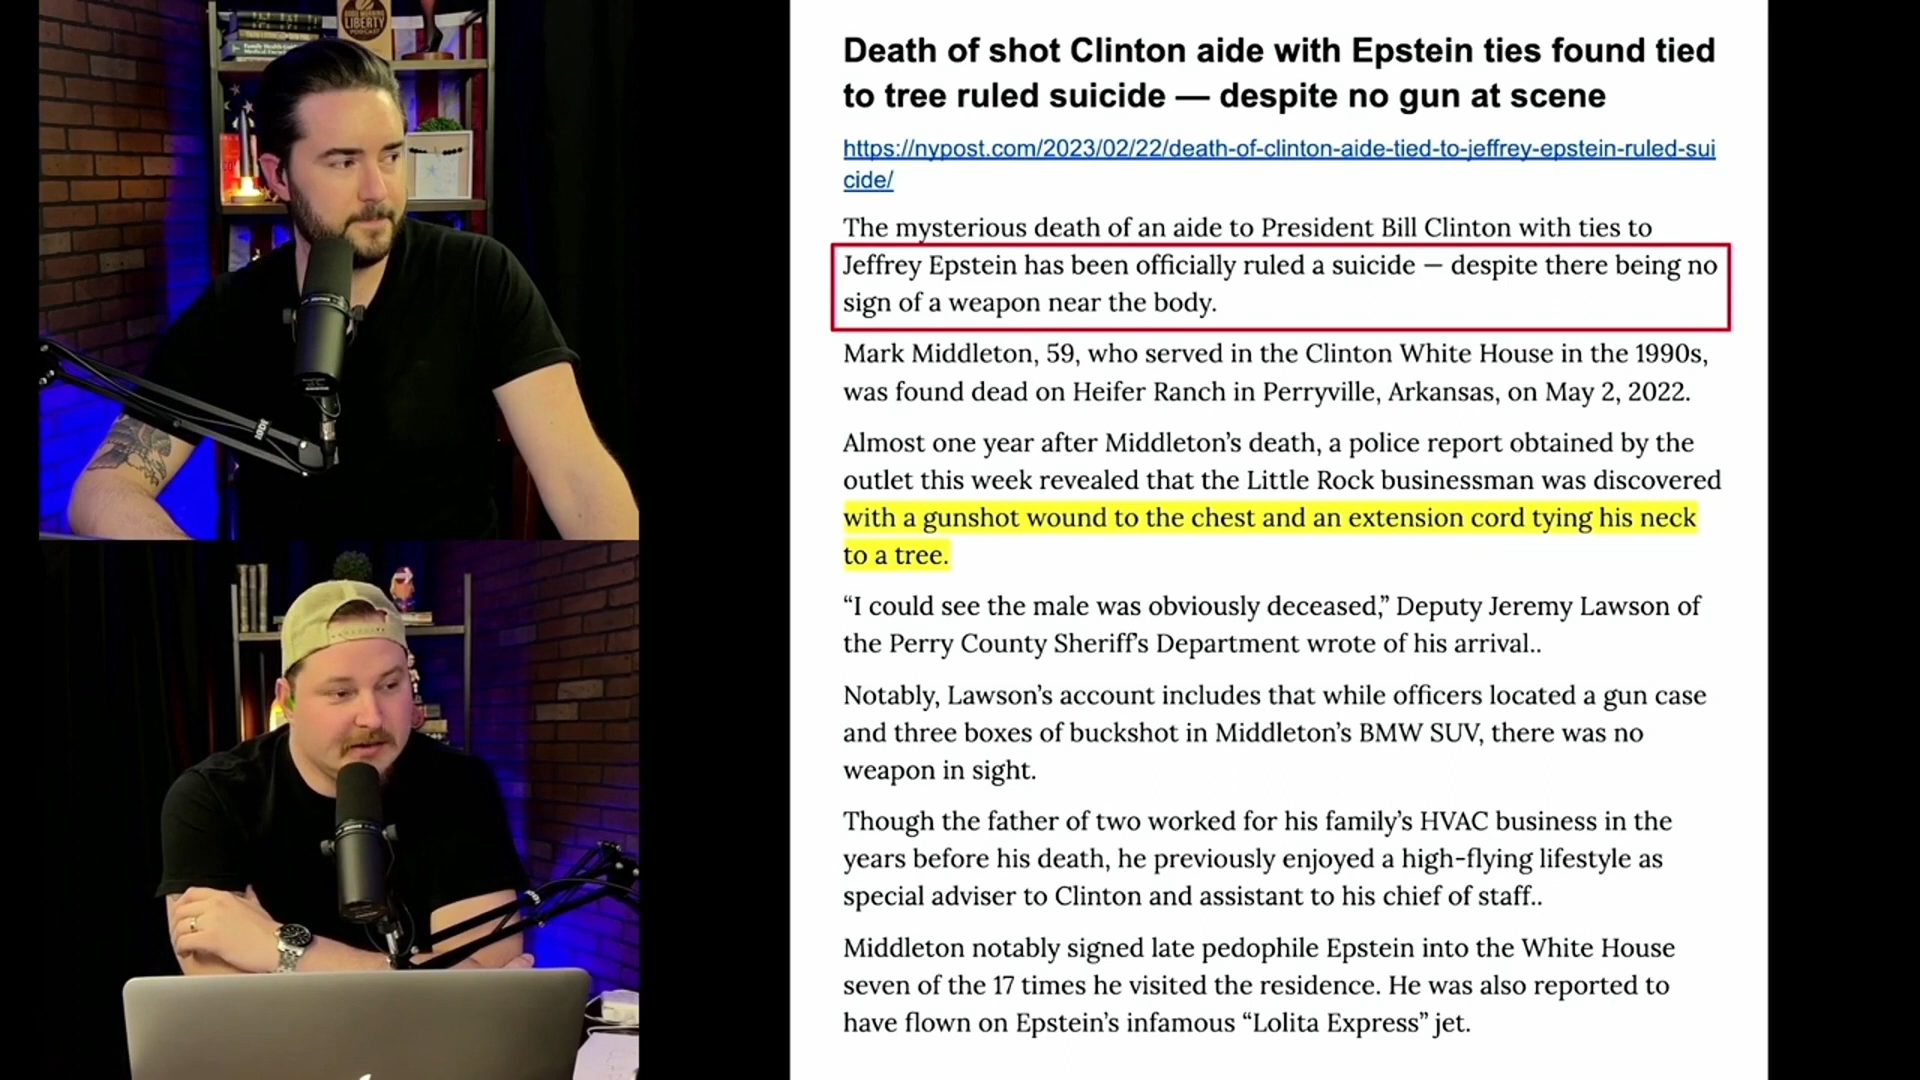 GOOD MORNING
LIBERTY
PODCAST
Death of shot Clinton aide with Epstein ties found tied
to tree ruled suicide — despite no gun at scene
https://nypost.com/2023/02/22/death-of-clinton-aide-tied-to-jeffrey-epstein-ruled-sui
cide/
The mysterious death of an aide to President Bill Clinton with ties to
Jeffrey Epstein has been officially ruled a suicide — despite there being no
sign of a weapon near the body.
Mark Middleton, 59, who served in the Clinton White House in the 1990s,
was found dead on Heifer Ranch in Perryville, Arkansas, on May 2, 2022.
Almost one year after Middleton’s death, a police report obtained by the
outlet this week revealed that the Little Rock businessman was discovered
with a gunshot wound to the chest and an extension cord tying his neck
to a tree.
“I could see the male was obviously deceased,” Deputy Jeremy Lawson of
the Perry County Sheriff’s Department wrote of his arrival..
Notably, Lawson’s account includes that while officers located a gun case
and three boxes of buckshot in Middleton’s BMW SUV, there was no
weapon in sight.
Though the father of two worked for his family’s HVAC business in the
years before his death, he previously enjoyed a high-flying lifestyle as
special adviser to Clinton and assistant to his chief of staff..
Middleton notably signed late pedophile Epstein into the White House
seven of the 17 times he visited the residence. He was also reported to
have flown on Epstein’s infamous “Lolita Express” jet.